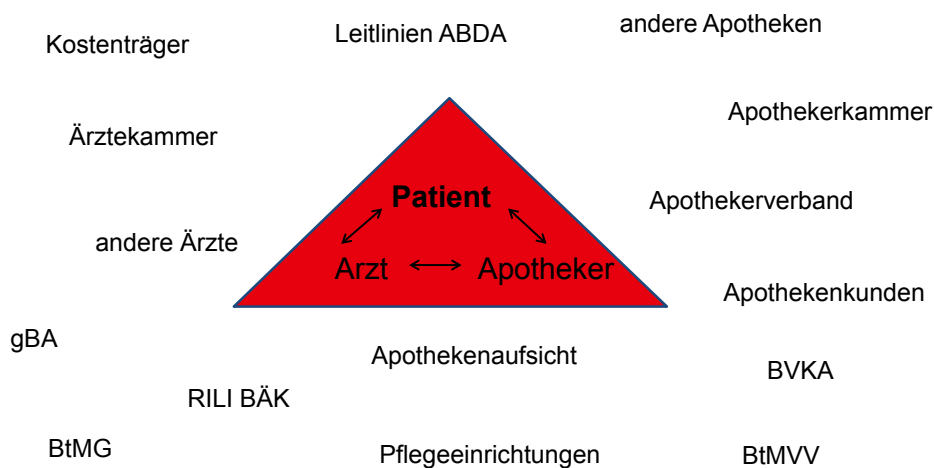 Kostenträger
Leitlinien ABDA
andere Apotheken
Ärztekammer
Apothekerkammer
Patient
Apothekerverband
andere Ärzte
Arzt
Apotheker
Apothekenkunden
gBA
Apothekenaufsicht
BVKA
RILI BÄK
BtMG
Pflegeeinrichtungen
BtMVV